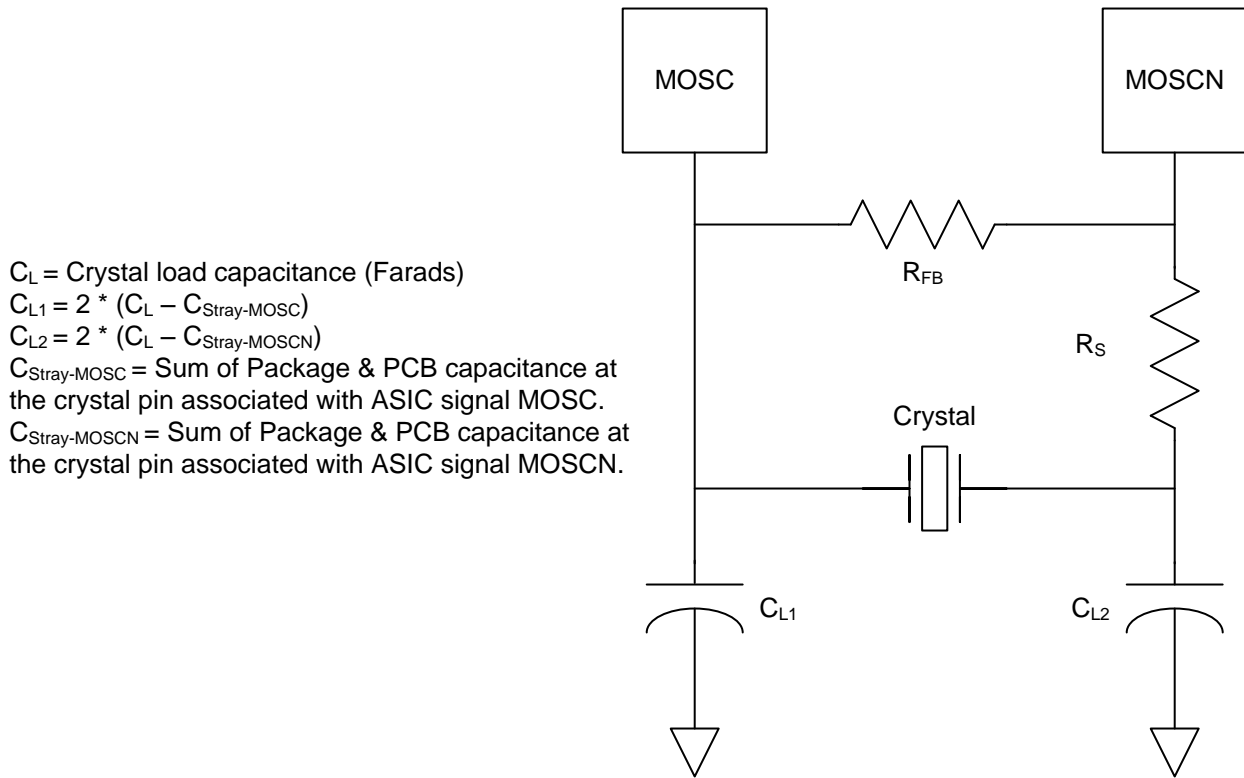 MOSC
MOSCN
R_FB
R_S
Crystal
C_L1
C_L2
C_L = Crystal load capacitance (Farads)
C_L1 = 2 * (C_L – C_Stray-MOSC)
C_L2 = 2 * (C_L – C_Stray-MOSCN)
C_Stray-MOSC = Sum of Package & PCB capacitance at
the crystal pin associated with ASIC signal MOSC.
C_Stray-MOSCN = Sum of Package & PCB capacitance at
the crystal pin associated with ASIC signal MOSCN.